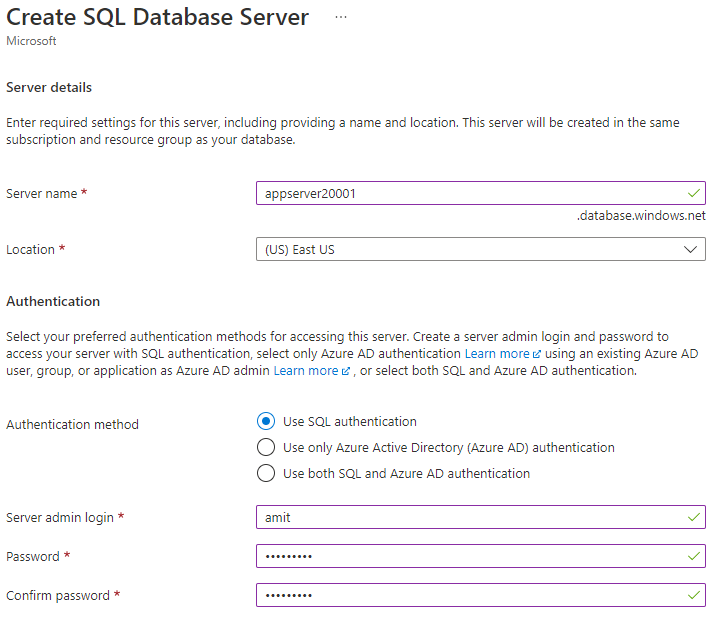 Create SQL Database Server ...
Microsoft
Server details
Enter required settings for this server, including providing a name and location. This server will be created in the same
subscription and resource group as your database.
Server name *
appserver20001
.database.windows.net
Location *
(US) East US
Authentication
Select your preferred authentication methods for accessing this server. Create a server admin login and password to
access your server with SQL authentication, select only Azure AD authentication Learn more using an existing Azure AD
user, group, or application as Azure AD admin Learn more , or select both SQL and Azure AD authentication.
Authentication method
Use SQL authentication
Use only Azure Active Directory (Azure AD) authentication
Use both SQL and Azure AD authentication
Server admin login *
amit
Password *
•••••••••
Confirm password *
•••••••••